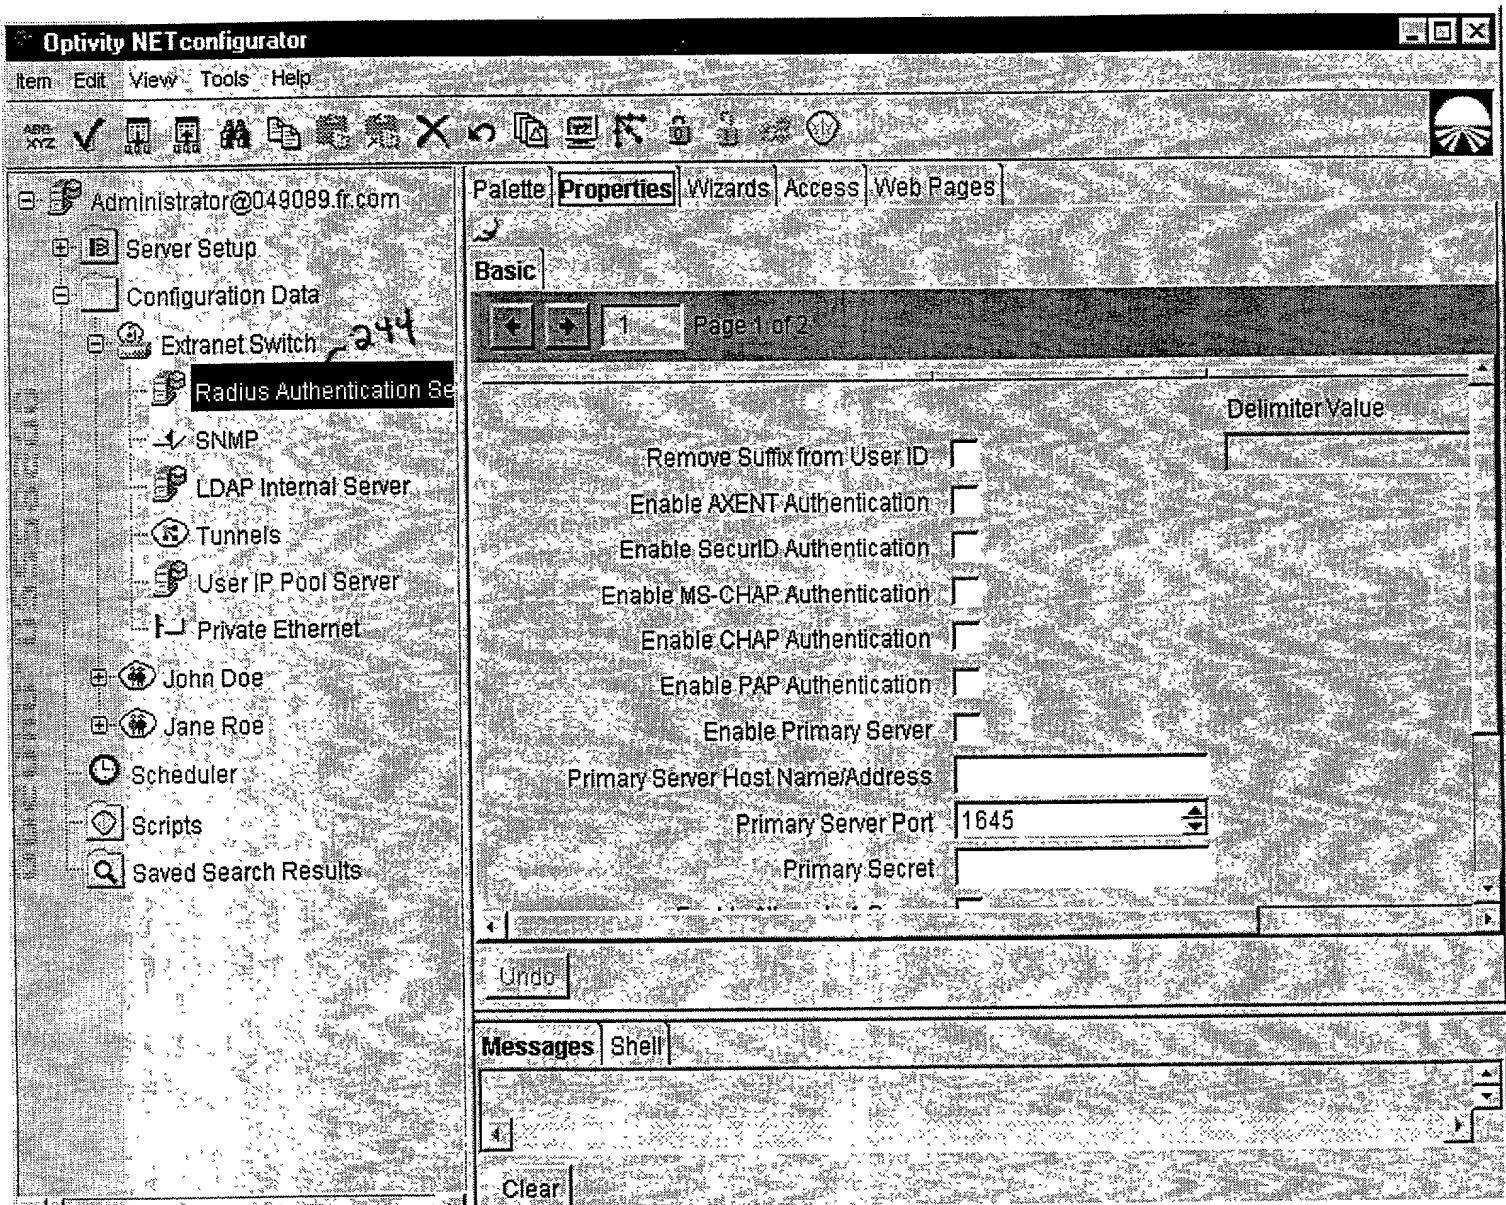 Optivity NETconfigurator
Item Edit View Tools Help
ABC
XYZ
Administrator@049089.fr.com
Server Setup
Configuration Data
Extranet Switch
244
Radius Authentication Se
SNMP
LDAP Internal Server
Tunnels
User IP Pool Server
Private Ethernet
John Doe
Jane Roe
Scheduler
Scripts
Saved Search Results
Palette Properties Wizards Access Web Pages
Basic
1 Page 1 of 2
Delimiter Value
Remove Suffix from User ID
Enable AXENT Authentication
Enable SecurID Authentication
Enable MS-CHAP Authentication
Enable CHAP Authentication
Enable PAP Authentication
Enable Primary Server
Primary Server Host Name/Address
Primary Server Port 1645
Primary Secret
Undo
Messages Shell
Clear